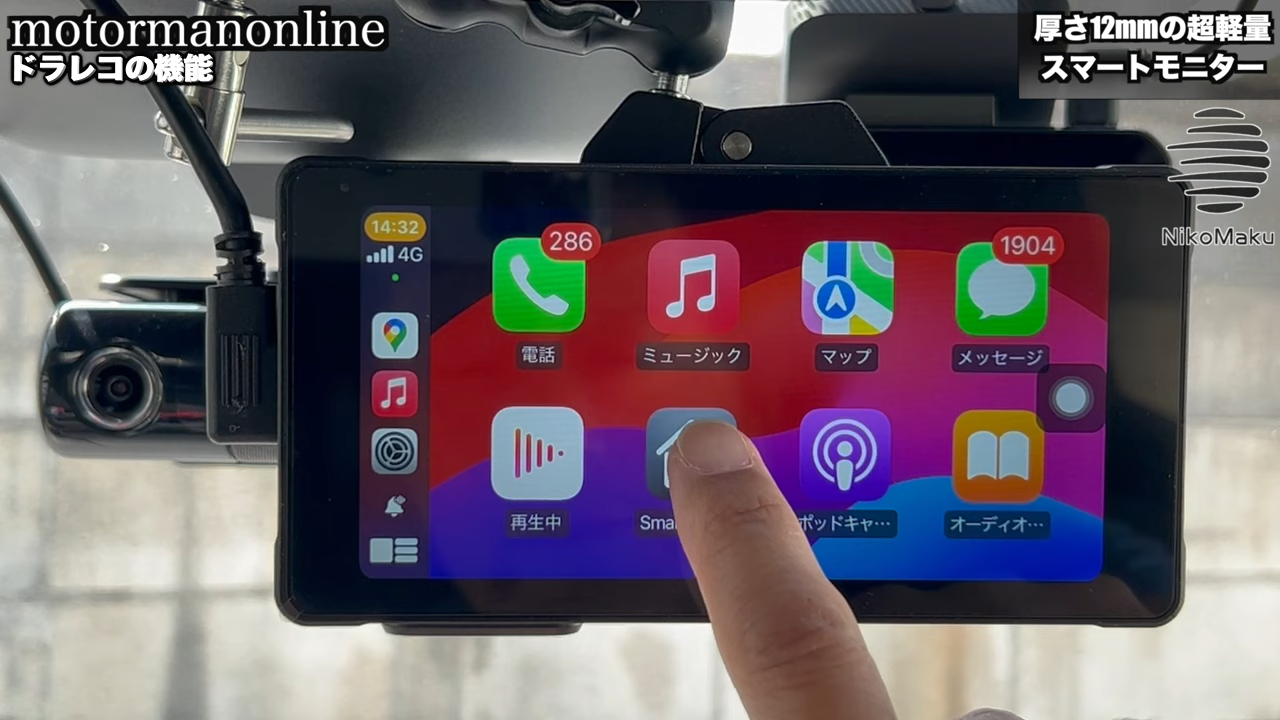 motormanonline
ドラレコの機能
厚さ12mmの超軽量
スマートモニター
NikoMaku
14:32
4G
286
1904
電話
ミュージック
マップ
メッセージ
再生中
Sma
ポッドキャ…
オーディオ…